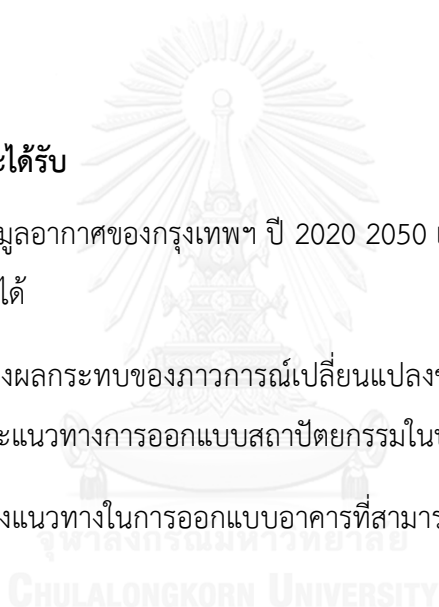 ะได้รับ
มูลอากาศของกรุงเทพฯ ปี 2020 2050
ได้
งผลกระทบของภาวการณ์เปลี่ยนแปลง
ะแนวทางการออกแบบสถาปัตยกรรมใน
งแนวทางในการออกแบบอาคารที่สามาร
จุฬาลงกรณ์มหาวิทยาลัย
CHULALONGKORN UNIVERSITY